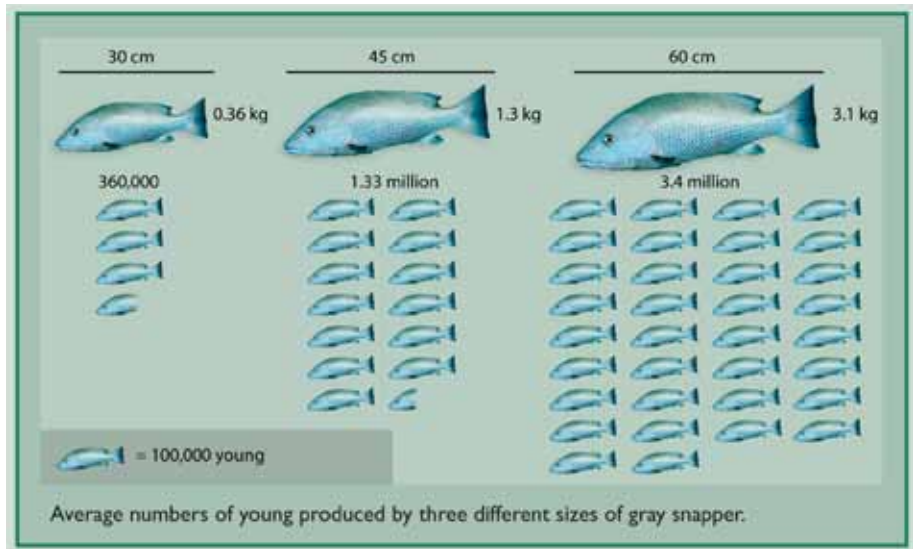 30 cm
45 cm
60 cm
0.36 kg
1.3 kg
3.1 kg
360,000
1.33 million
3.4 million
= 100,000 young
Average numbers of young produced by three different sizes of gray snapper.